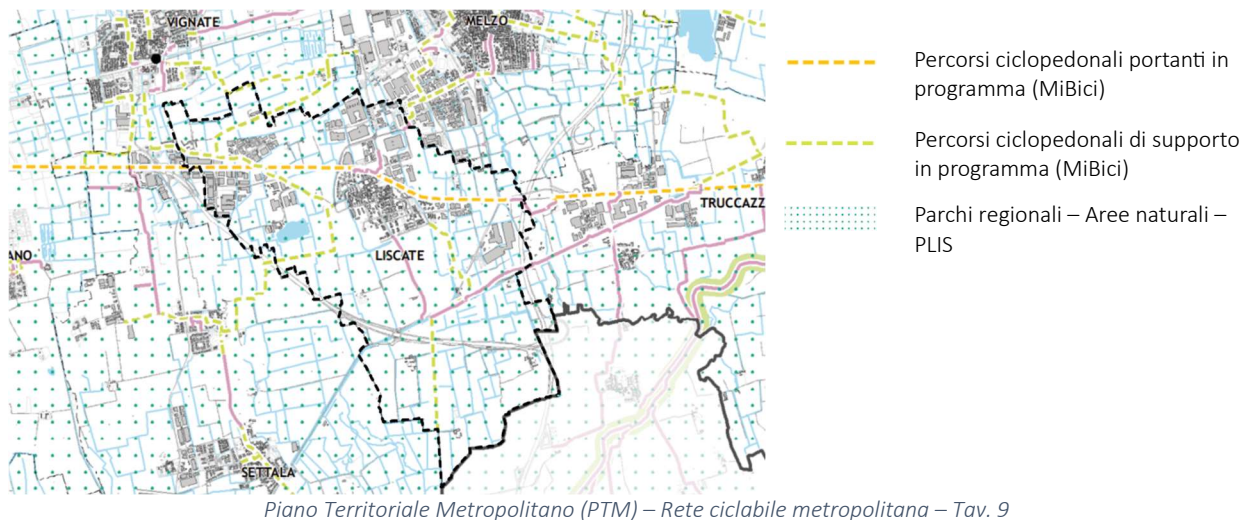 VIGNATE
MELZO
TRUCCAZZ
ANO
LISCATE
SETTALA
Percorsi ciclopedonali portanti in
programma (MiBici)
Percorsi ciclopedonali di supporto
in programma (MiBici)
Parchi regionali – Aree naturali –
PLIS
Piano Territoriale Metropolitano (PTM) – Rete ciclabile metropolitana – Tav. 9